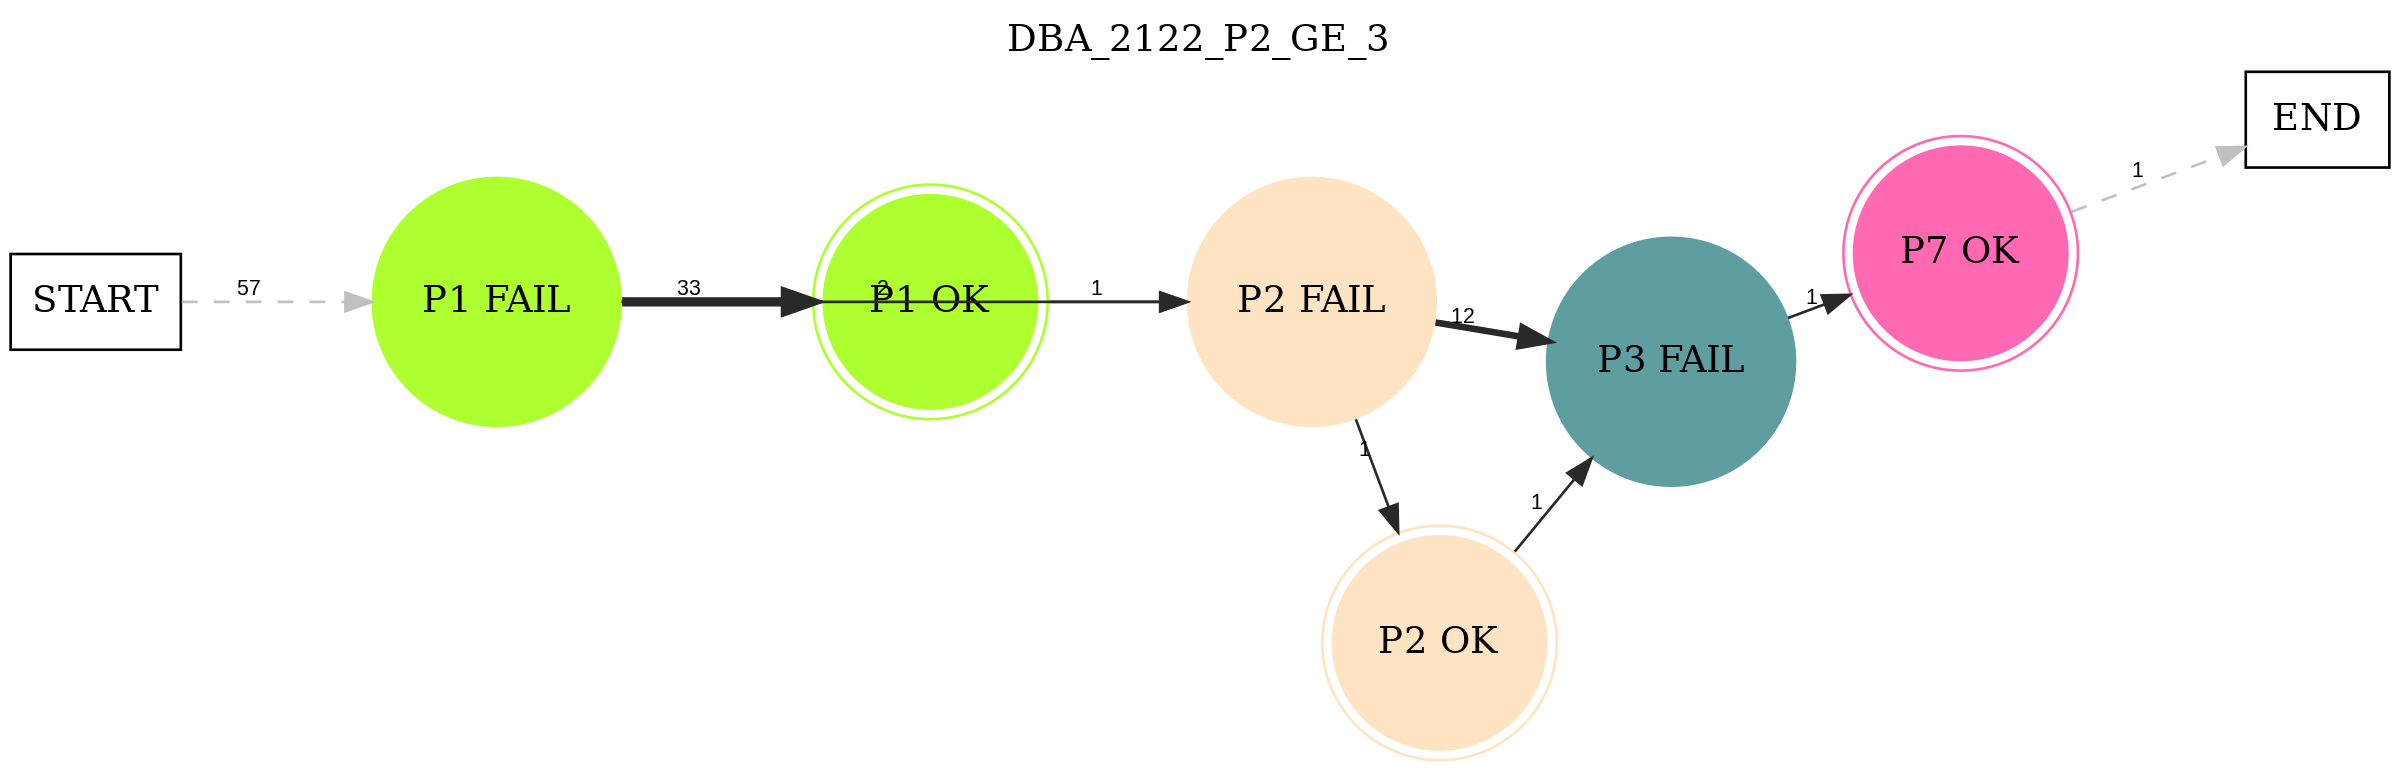 DBA_2122_P2_GE_3
START
57
P1 FAIL
33
P1 OK
2
1
P2 FAIL
12
1
P2 OK
1
P3 FAIL
1
P7 OK
1
END